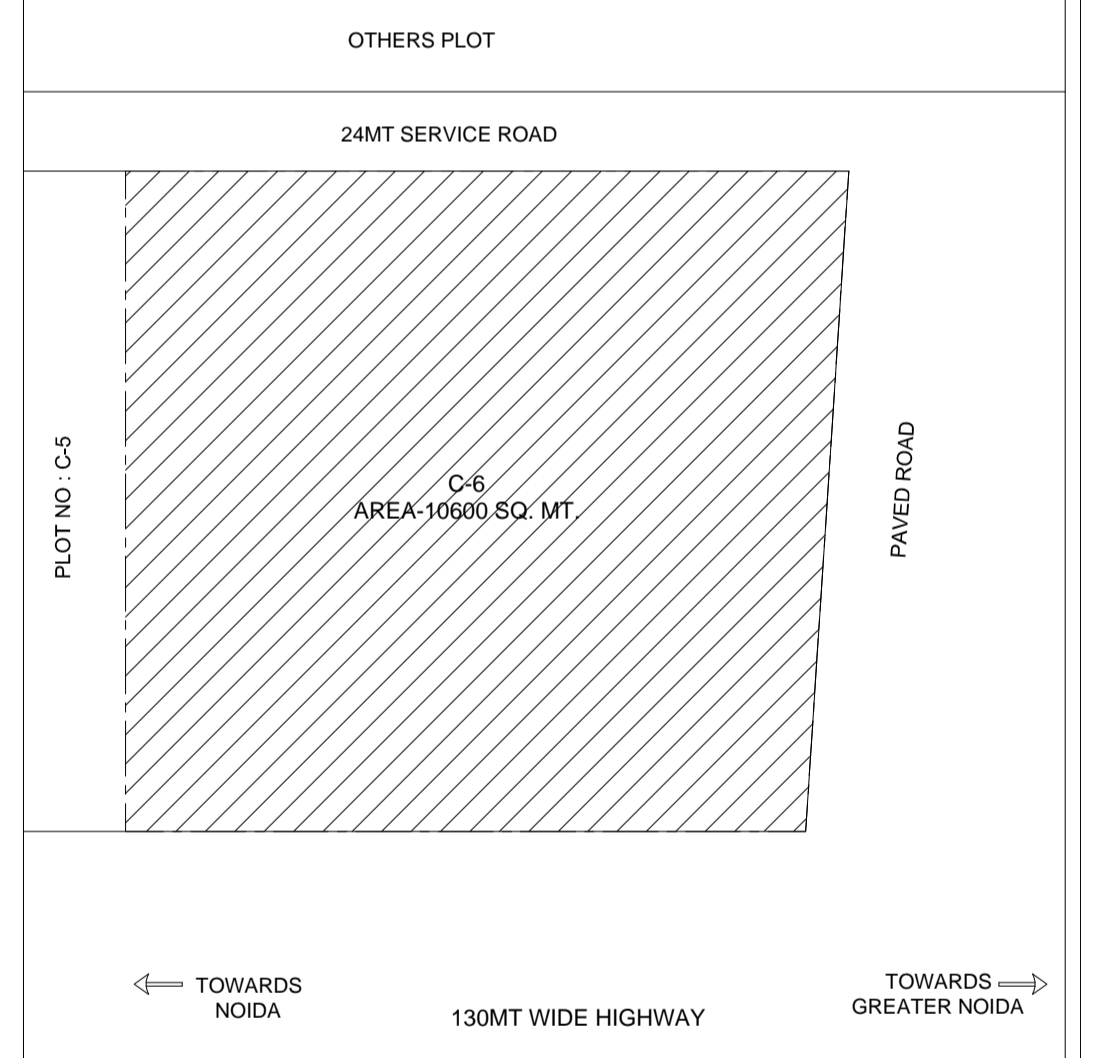 OTHERS PLOT
24MT SERVICE ROAD
PLOT NO : C-5
C-6
AREA-10600 SQ. MT.
PAVED ROAD
TOWARDS
NOIDA
130MT WIDE HIGHWAY
TOWARDS
GREATER NOIDA